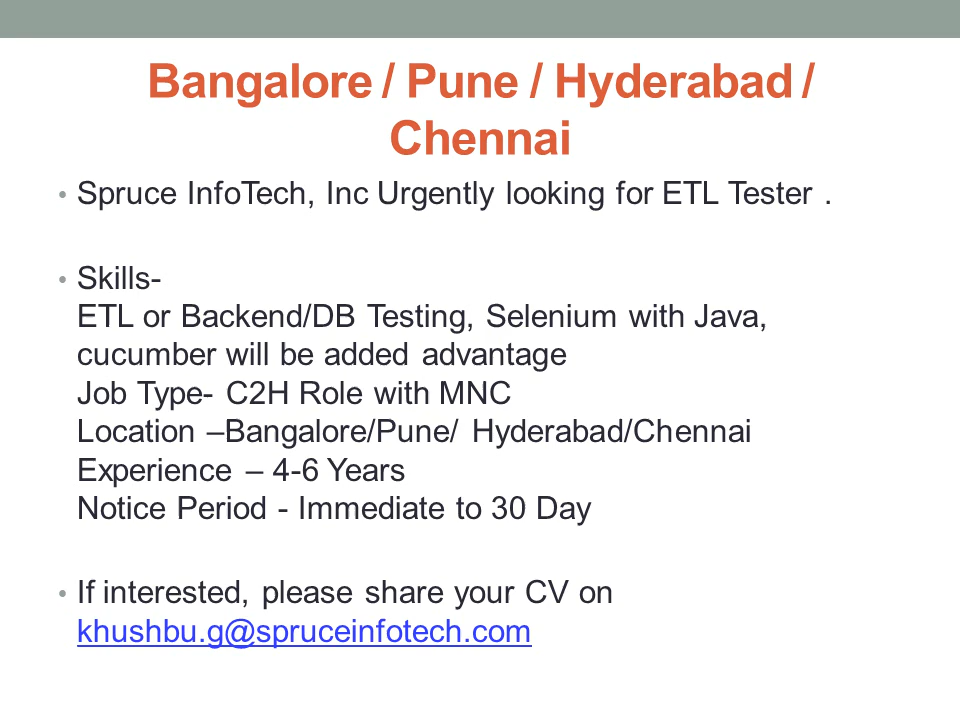 Bangalore / Pune / Hyderabad /
Chennai
• Spruce InfoTech, Inc Urgently looking for ETL Tester .
• Skills-
ETL or Backend/DB Testing, Selenium with Java,
cucumber will be added advantage
Job Type- C2H Role with MNC
Location –Bangalore/Pune/ Hyderabad/Chennai
Experience – 4-6 Years
Notice Period - Immediate to 30 Day
• If interested, please share your CV on
khushbu.g@spruceinfotech.com